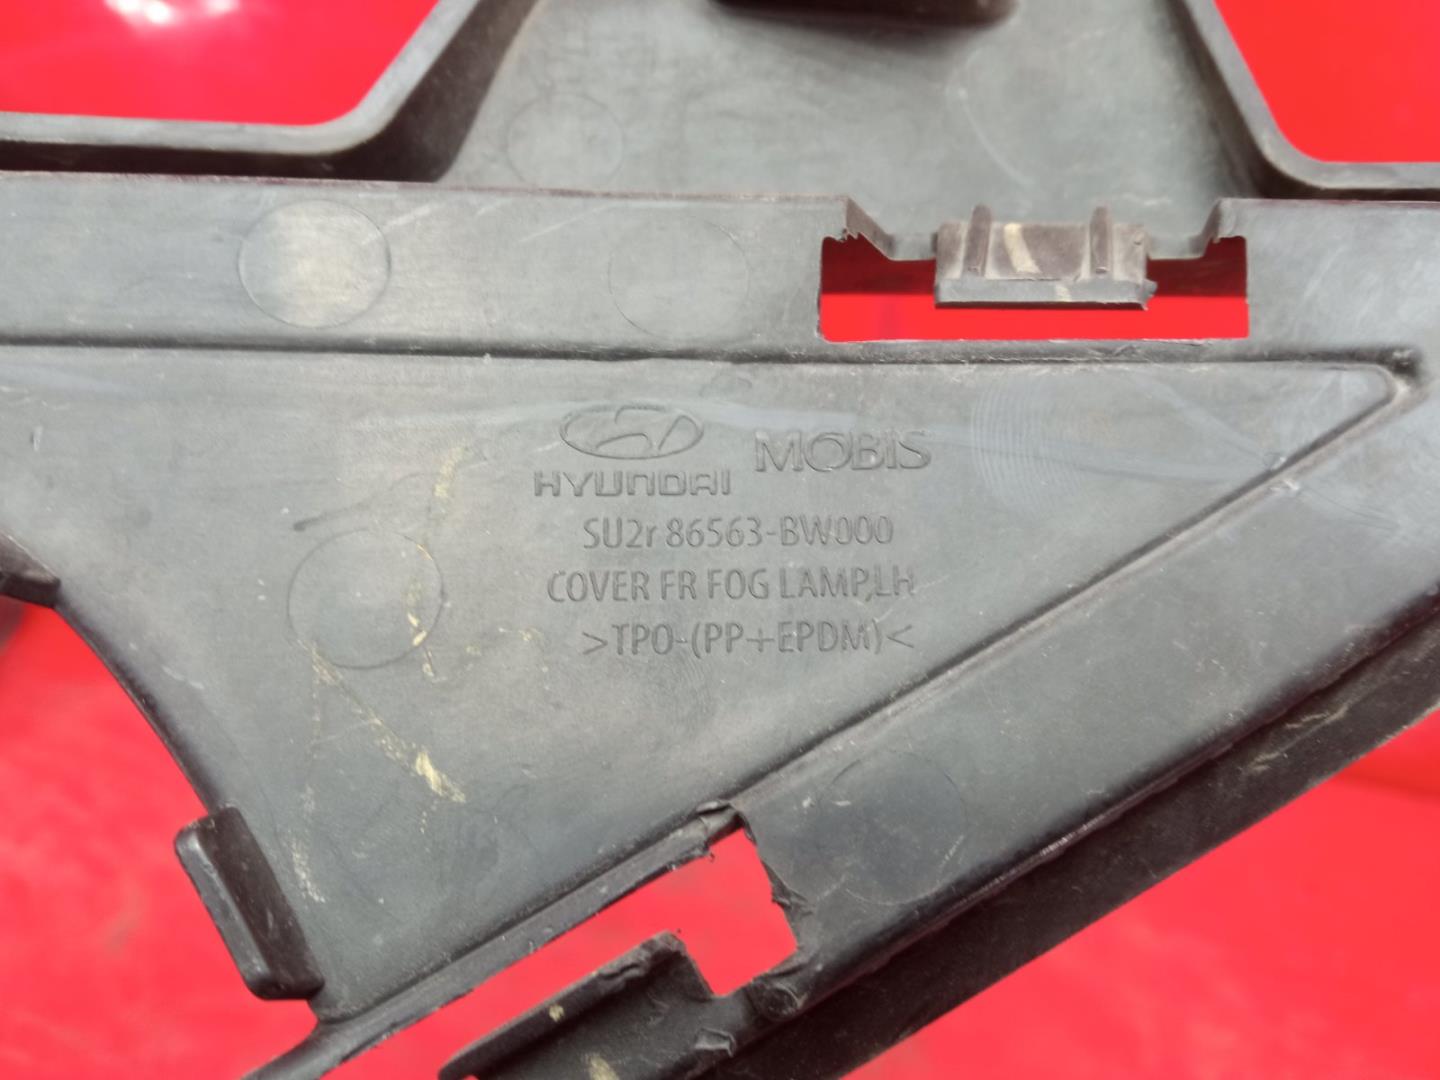 HYUNDAI MOBIS
SU2r 86563-BW000
COVER FR FOG LAMP,LH
>TPO-(PP+EPDM)<